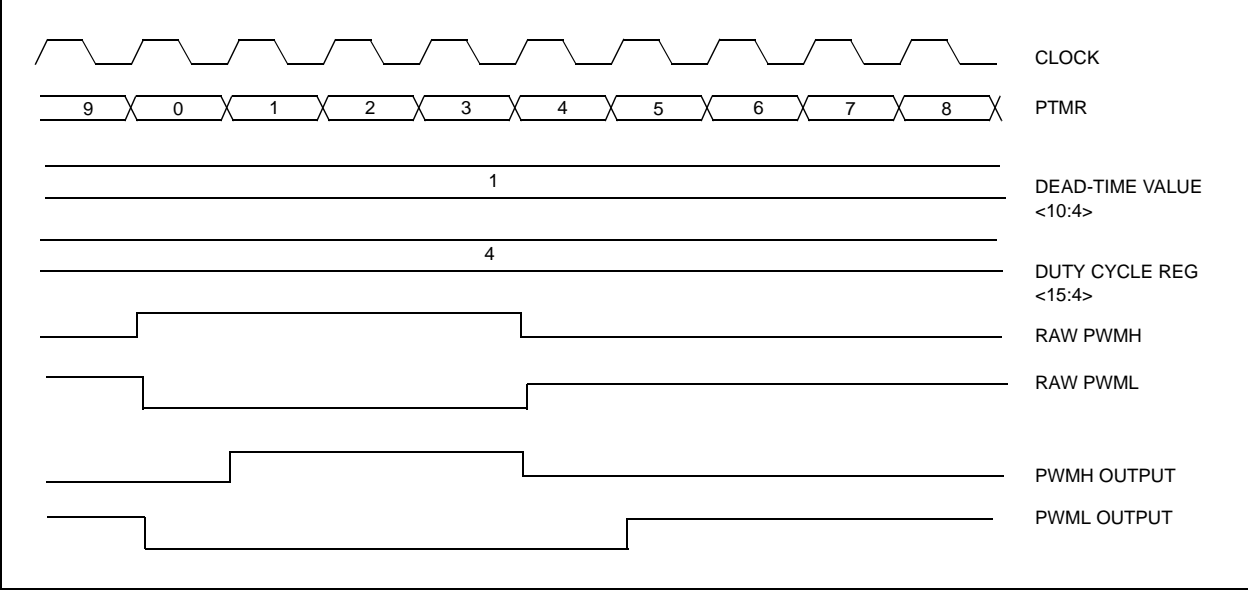 CLOCK
9 0 1 2 3 4 5 6 7 8 PTMR
1
DEAD-TIME VALUE
<10:4>
4
DUTY CYCLE REG
<15:4>
RAW PWMH
RAW PWML
PWMH OUTPUT
PWML OUTPUT